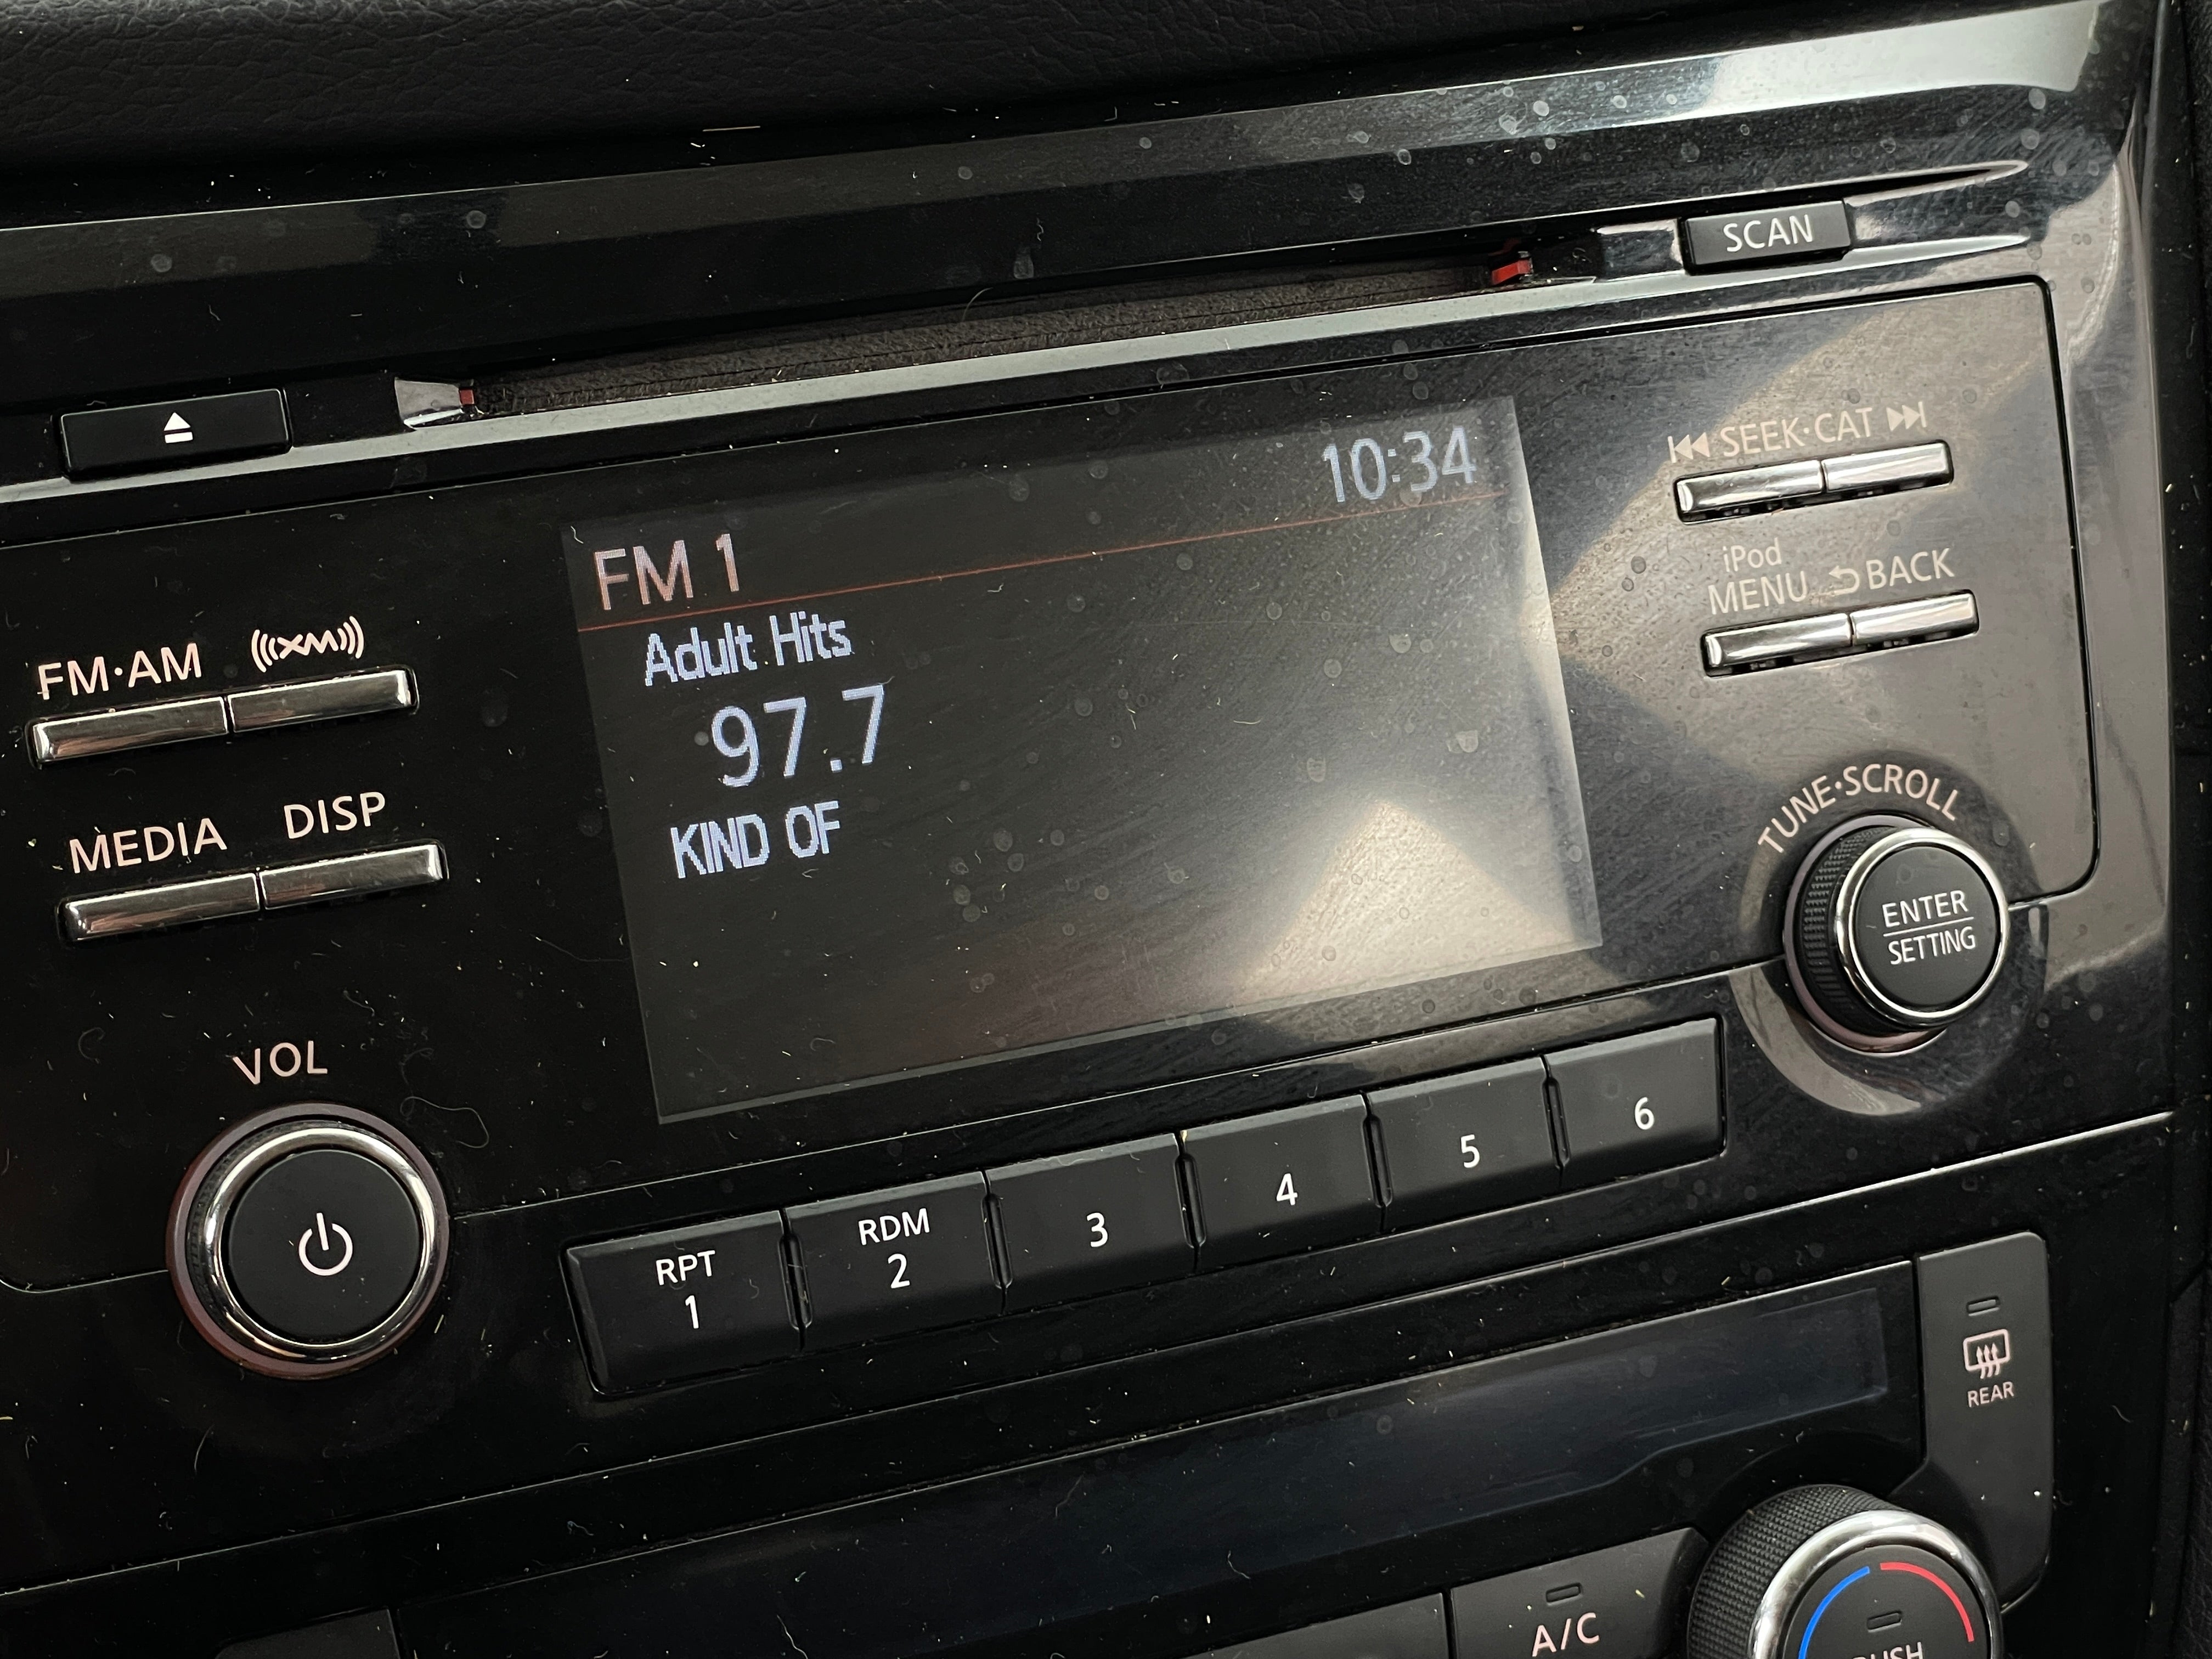 SCAN
SEEK·CAT
10:34
FM 1
iPod
MENU
BACK
Adult Hits
FM·AM
XM
97.7
TUNE·SCROLL
MEDIA
DISP
KIND OF
ENTER
SETTING
VOL
RPT
1
RDM
2
3
4
5
6
REAR
A/C